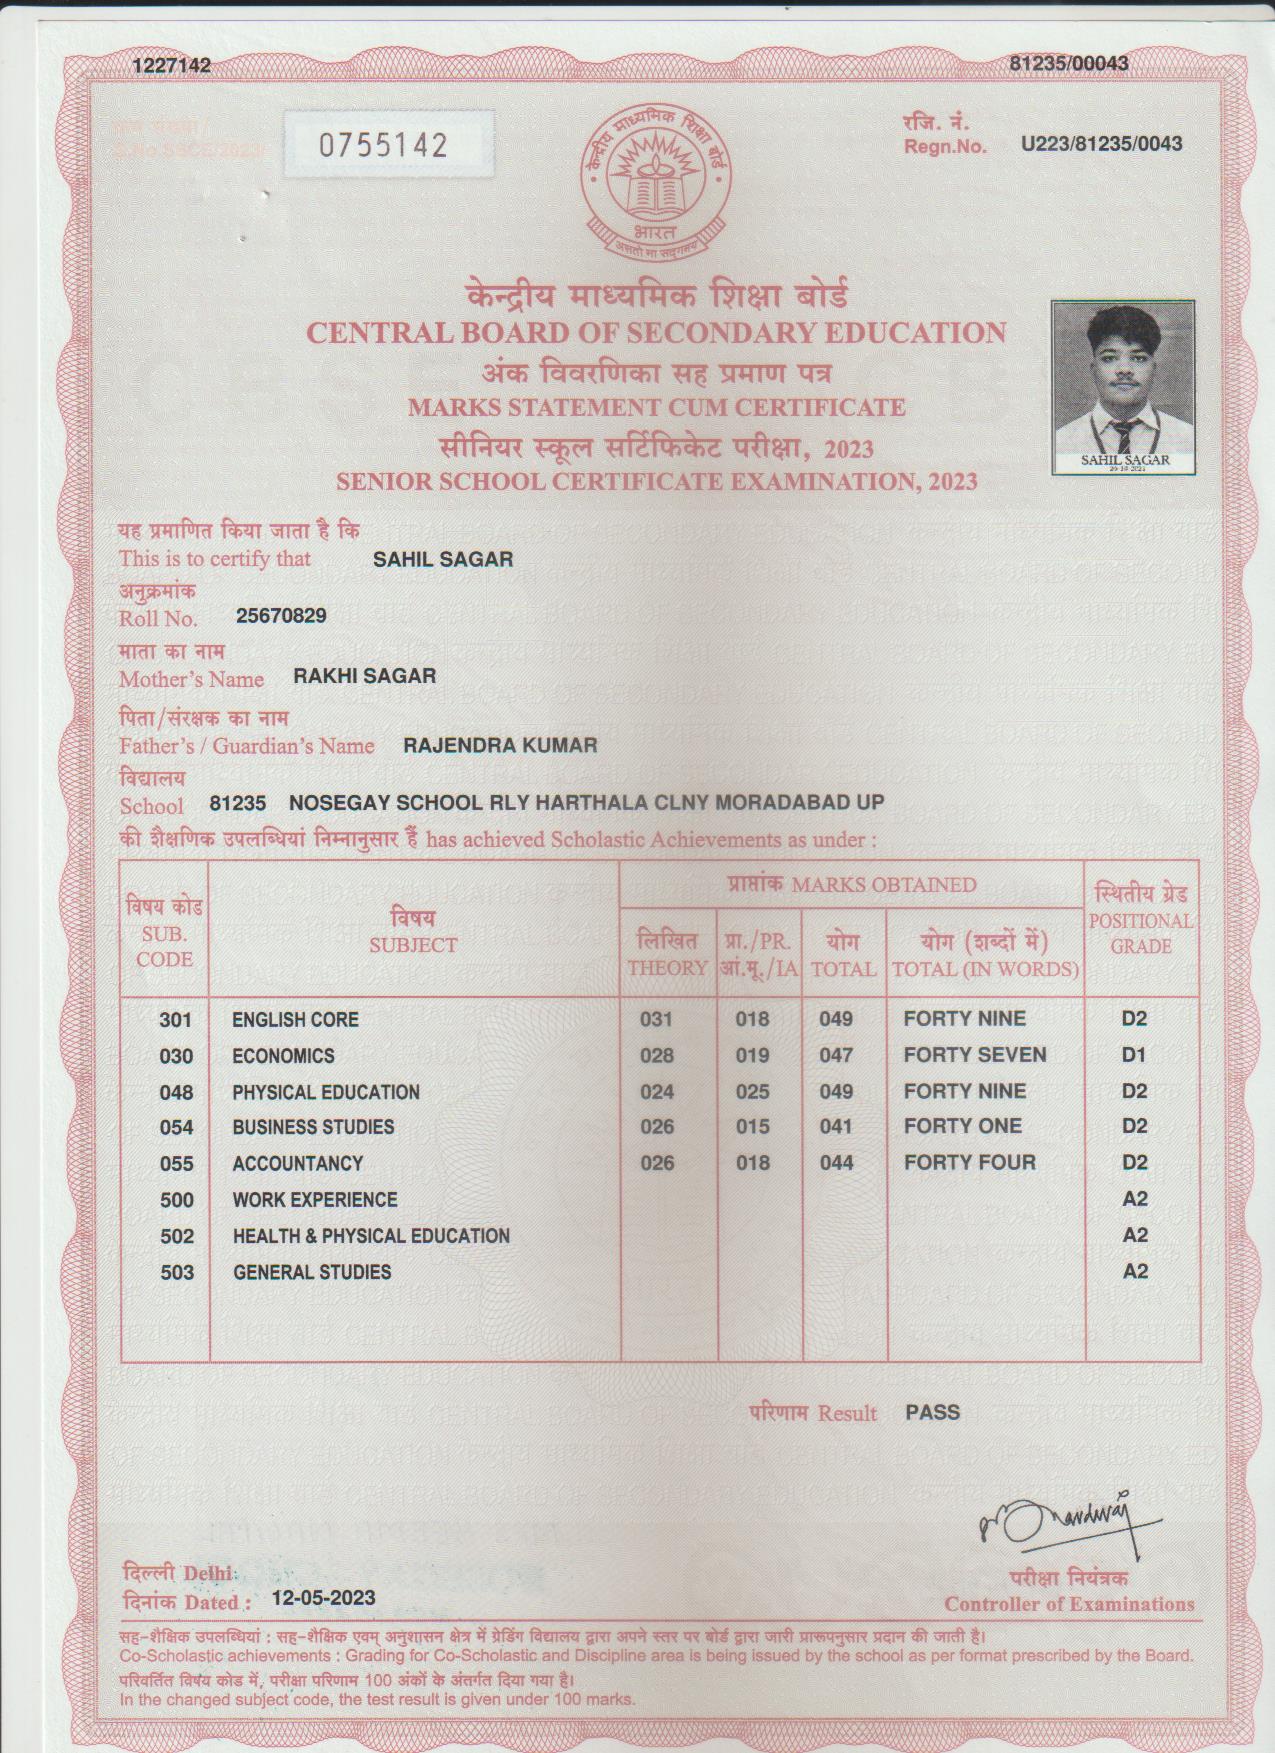 1227142 81235/00043
क्रम संख्या/
S.No.SSCE/2023/ 0755142
रजि. नं.
Regn.No. U223/81235/0043
केन्द्रीय माध्यमिक शिक्षा बोर्ड
भारत
असतो मा सद्गमय
केन्द्रीय माध्यमिक शिक्षा बोर्ड
CENTRAL BOARD OF SECONDARY EDUCATION
अंक विवरणिका सह प्रमाण पत्र
MARKS STATEMENT CUM CERTIFICATE
सीनियर स्कूल सर्टिफिकेट परीक्षा, 2023
SENIOR SCHOOL CERTIFICATE EXAMINATION, 2023
SAHIL SAGAR
यह प्रमाणित किया जाता है कि
This is to certify that SAHIL SAGAR
अनुक्रमांक
Roll No. 25670829
माता का नाम
Mother's Name RAKHI SAGAR
पिता/संरक्षक का नाम
Father's / Guardian's Name RAJENDRA KUMAR
विद्यालय
School 81235 NOSEGAY SCHOOL RLY HARTHALA CLNY MORADABAD UP
की शैक्षणिक उपलब्धियां निम्नानुसार हैं has achieved Scholastic Achievements as under :
विषय कोड
SUB.
CODE
विषय
SUBJECT
प्राप्तांक MARKS OBTAINED
लिखित
THEORY
प्रा./PR.
आं.मू./IA
योग
TOTAL
योग (शब्दों में)
TOTAL (IN WORDS)
स्थितीय ग्रेड
POSITIONAL
GRADE
301 ENGLISH CORE 031 018 049 FORTY NINE D2
030 ECONOMICS 028 019 047 FORTY SEVEN D1
048 PHYSICAL EDUCATION 024 025 049 FORTY NINE D2
054 BUSINESS STUDIES 026 015 041 FORTY ONE D2
055 ACCOUNTANCY 026 018 044 FORTY FOUR D2
500 WORK EXPERIENCE A2
502 HEALTH & PHYSICAL EDUCATION A2
503 GENERAL STUDIES A2
परिणाम Result PASS
दिल्ली Delhi
दिनांक Dated : 12-05-2023
परीक्षा नियंत्रक
Controller of Examinations
सह-शैक्षिक उपलब्धियां : सह-शैक्षिक एवम् अनुशासन क्षेत्र में ग्रेडिंग विद्यालय द्वारा अपने स्तर पर बोर्ड द्वारा जारी प्रारूपनुसार प्रदान की जाती है।
Co-Scholastic achievements : Grading for Co-Scholastic and Discipline area is being issued by the school as per format prescribed by the Board.
परिवर्तित विषय कोड में, परीक्षा परिणाम 100 अंकों के अंतर्गत दिया गया है।
In the changed subject code, the test result is given under 100 marks.